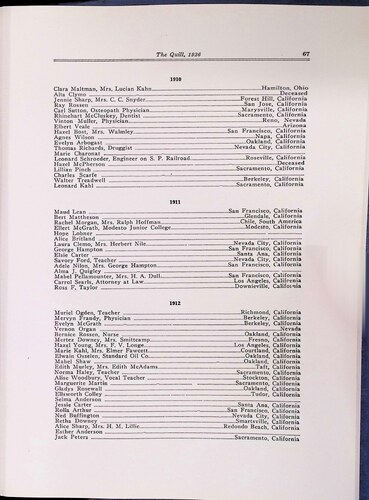 The Quill, 1926 67
1910
Clara Maltman, Mrs. Lucian Kahn Hamilton, Ohio
Alta Clymo Deceased
Jennie Sharp, Mrs. C. C. Snyder Forest Hill, California
Ray Rossen San Jose, California
Carl Sutton, Osteopath Physician Marysville, California
Rhinehart McCluskey, Dentist Sacramento, California
Vinton Muller, Physician Reno, Nevada
Elbert Veale Arizona
Hazel Bost, Mrs. Walmley San Francisco, California
Agnes Wilson Napa, California
Evelyn Arbogast Oakland, California
Thomas Richards, Druggist Nevada City, California
Marie Charonat
Leonard Schroeder, Engineer on S. P. Railroad Roseville, California
Hazel McPherson Deceased
Lillian Pinch Sacramento, California
Charles Scarfe
Walter Treadwell Berkeley, California
Leonard Kahl Sacramento, California
1911
Maud Lean San Francisco, California
Bert Matthews Glendale, California
Rachel Morgan, Mrs. Ralph Hoffman Chile, South America
Ellert McGrath, Modesto Junior College Modesto, California
Hope Labner
Alice Britland
Laura Clemo, Mrs. Herbert Nile Nevada City, California
George Hampton San Francisco, California
Elsie Carter Santa Ana, California
Savory Ford, Teacher Nevada City, California
Adele Nilon, Mrs. George Hampton San Francisco, California
Alma J. Quigley
Mabel Pellamounter, Mrs. H. A. Doll San Francisco, California
Carrol Searls, Attorney at Law Los Angeles, California
Ross F. Taylor Downieville, California
1912
Muriel Ogden, Teacher Richmond, California
Mervyn Frandy, Physician Berkeley, California
Evelyn McGrath Berkeley, California
Vernon Organ Nevada
Bernice Rossen, Nurse Oakland, California
Mertex Downey, Mrs. Smittcamp Fresno, California
Hazel Young, Mrs. F. V. Longe Los Angeles, California
Marie Kahl, Mrs. Elmer Fawcett Courtland, California
Elwain Osselen, Standard Oil Co. Oakland, California
Mabel Shaw Oakland, California
Edith Murley, Mrs. Edith McAdams Taft, California
Norma Haley, Teacher Sacramento, California
Alice Woodbury, Vocal Teacher Stockton, California
Marguerite Martin Sacramento, California
Gladys Rosewall Oakland, California
Ellsworth Colley Tudor, California
Selma Anderson
Jessie Carter Santa Ana, California
Rolla Arthur San Francisco, California
Ned Buffington Nevada City, California
Retha Downey Smartsville, California
Alice Sharp, Mrs. H. M. Lillie Redondo Beach, California
Esther Anderson
Jack Peters Sacramento, California